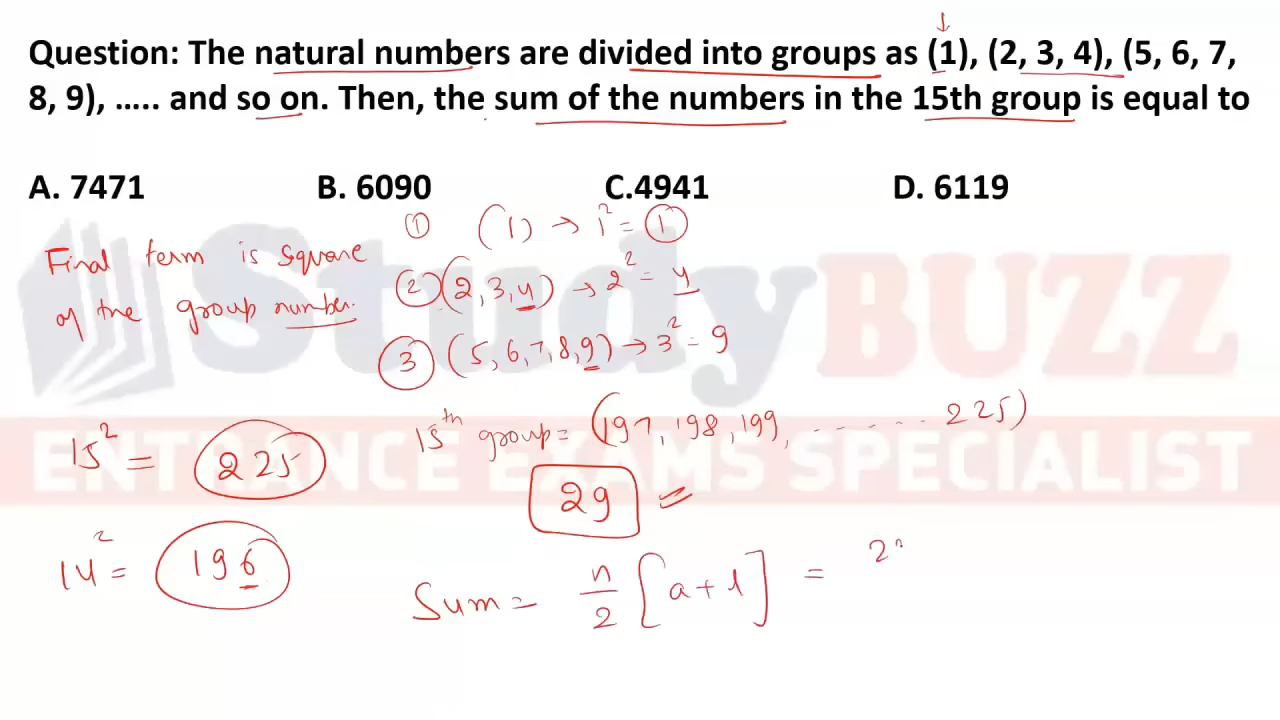 Question: The natural numbers are divided into groups as (1), (2, 3, 4), (5, 6, 7,
8, 9), ..... and so on. Then, the sum of the numbers in the 15th group is equal to
A. 7471 B. 6090 C.4941 D. 6119
① (1) → 1² = 1
Final term is square
of the group number.
② (2, 3, 4) → 2² = 4
③ (5, 6, 7, 8, 9) → 3² = 9
15th group = (197, 198, 199, ........ 225)
15² = 225
29 =
14² = 196
Sum = n/2 [a + l] = 2
StudyBUZZ
ENTRANCE EXAMS SPECIALIST